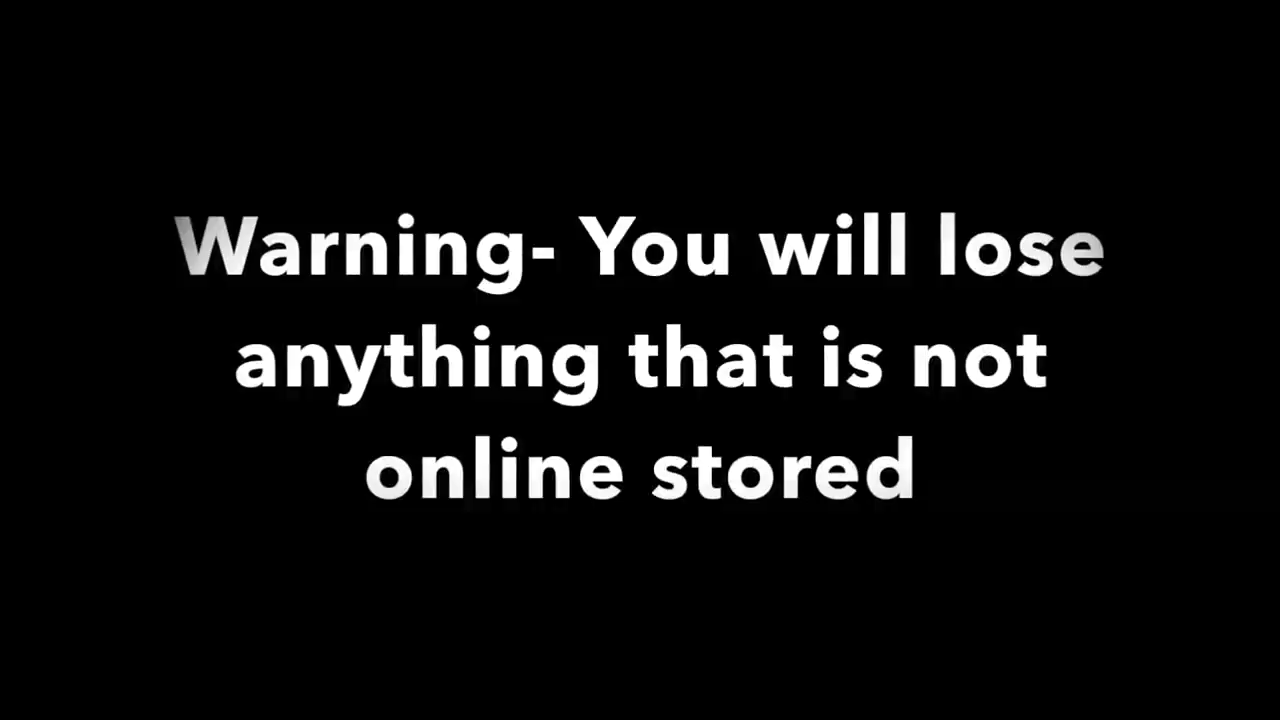 Warning- You will lose
anything that is not
online stored